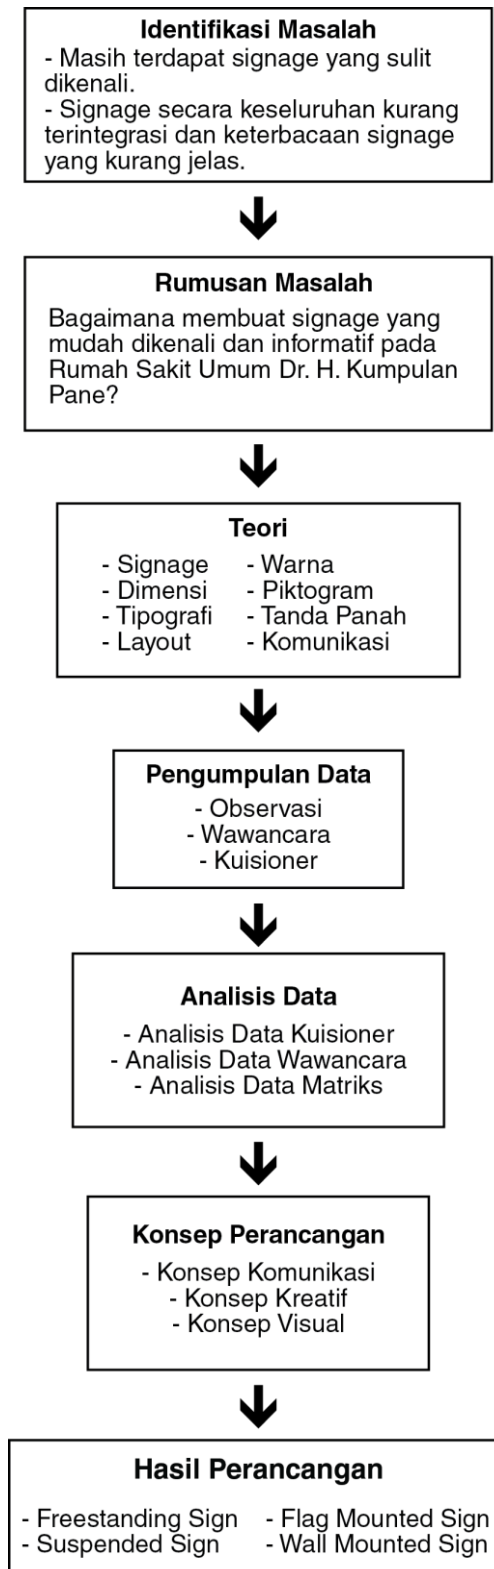 Identifikasi Masalah
- Masih terdapat signage yang sulit
dikenali.
- Signage secara keseluruhan kurang
terintegrasi dan keterbacaan signage
yang kurang jelas.
Rumusan Masalah
Bagaimana membuat signage yang
mudah dikenali dan informatif pada
Rumah Sakit Umum Dr. H. Kumpulan
Pane?
Teori
- Signage - Warna
- Dimensi - Piktogram
- Tipografi - Tanda Panah
- Layout - Komunikasi
Pengumpulan Data
- Observasi
- Wawancara
- Kuisioner
Analisis Data
- Analisis Data Kuisioner
- Analisis Data Wawancara
- Analisis Data Matriks
Konsep Perancangan
- Konsep Komunikasi
- Konsep Kreatif
- Konsep Visual
Hasil Perancangan
- Freestanding Sign - Flag Mounted Sign
- Suspended Sign - Wall Mounted Sign